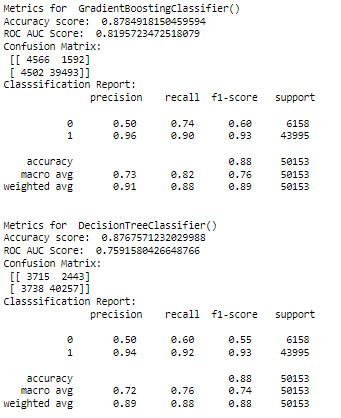 Metrics for  GradientBoostingClassifier()
Accuracy score:  0.8784918150459594
ROC AUC Score:  0.8195723472518079
Confusion Matrix:
 [[ 4566  1592]
 [ 4502 39493]]
Classsification Report:
              precision    recall  f1-score   support

           0       0.50      0.74      0.60      6158
           1       0.96      0.90      0.93     43995

    accuracy                           0.88     50153
   macro avg       0.73      0.82      0.76     50153
weighted avg       0.91      0.88      0.89     50153

Metrics for  DecisionTreeClassifier()
Accuracy score:  0.8767571232029988
ROC AUC Score:  0.7591580426648766
Confusion Matrix:
 [[ 3715  2443]
 [ 3738 40257]]
Classsification Report:
              precision    recall  f1-score   support

           0       0.50      0.60      0.55      6158
           1       0.94      0.92      0.93     43995

    accuracy                           0.88     50153
   macro avg       0.72      0.76      0.74     50153
weighted avg       0.89      0.88      0.88     50153